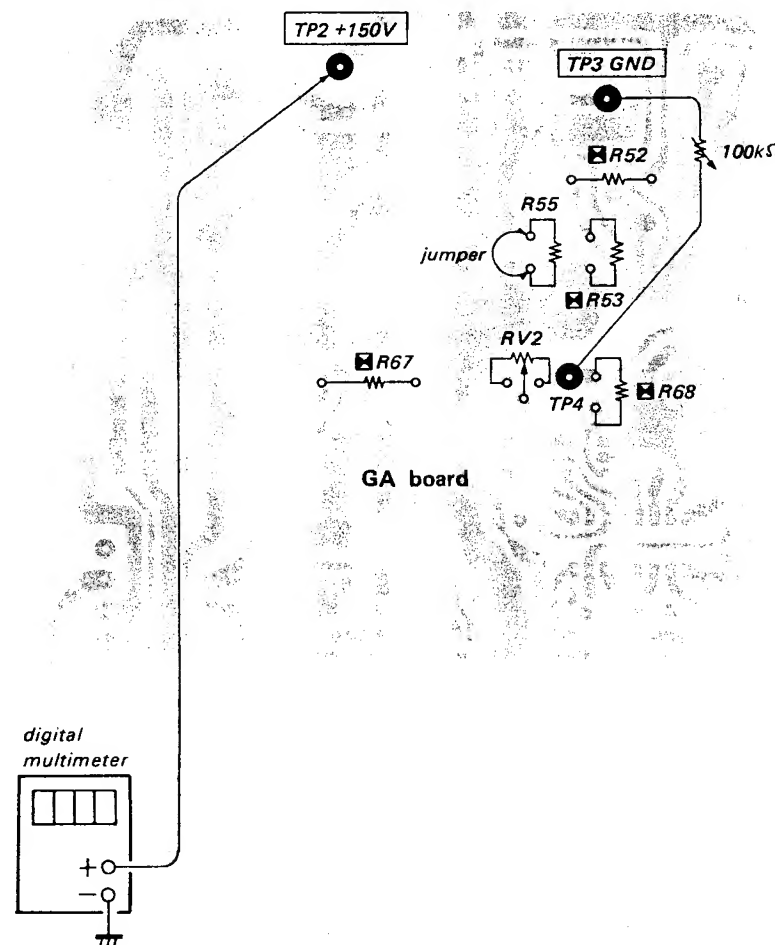 TP2 +150V
TP3 GND
100kΩ
R52
R55
jumper
R53
RV2
R67
TP4
R68
GA board
digital
multimeter
+
−